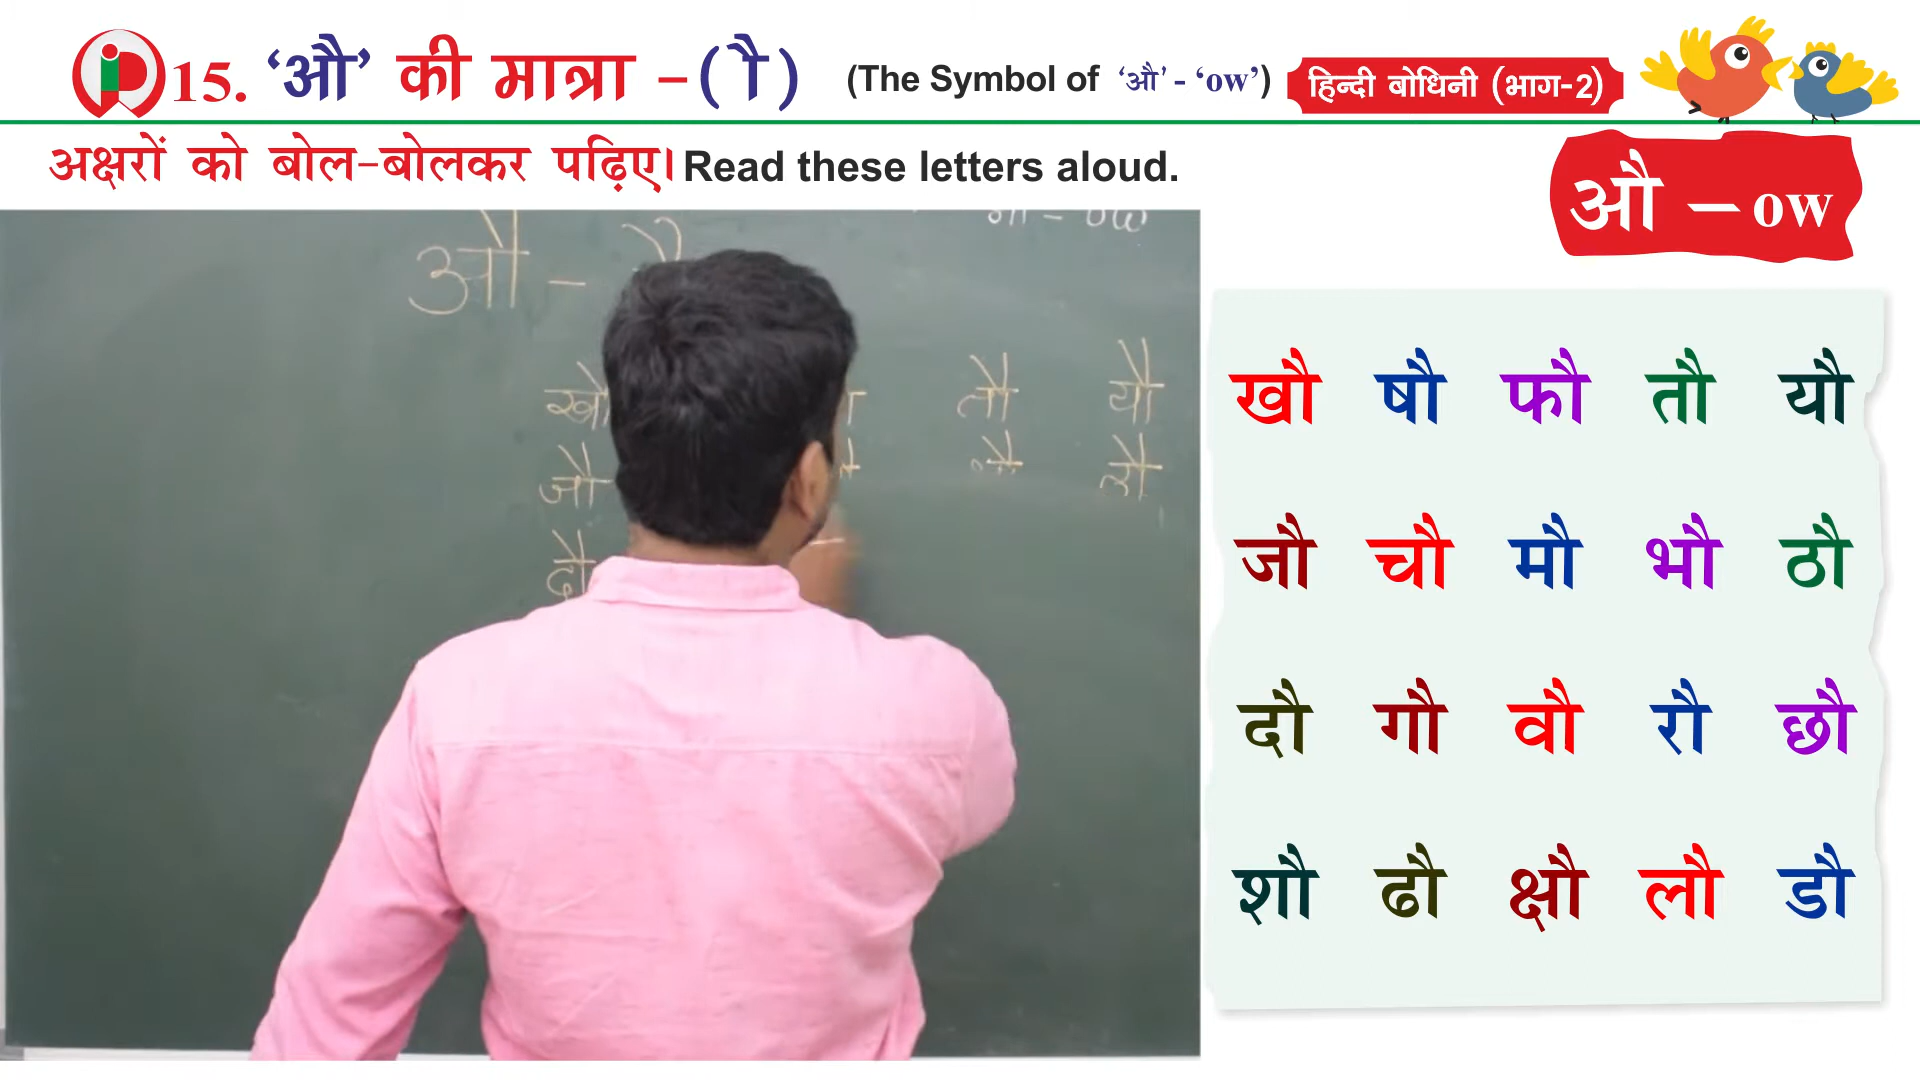 15. ‘औ’ की मात्रा -(ौ) (The Symbol of ‘औ’ - ‘ow’) हिन्दी बोधिनी (भाग-2)
अक्षरों को बोल-बोलकर पढ़िए। Read these letters aloud.
औ - ow
औ -
खौ तौ यौ
जौ
दौ
खौ षौ फौ तौ यौ
जौ चौ मौ भौ ठौ
दौ गौ वौ रौ छौ
शौ ढौ क्षौ लौ डौ